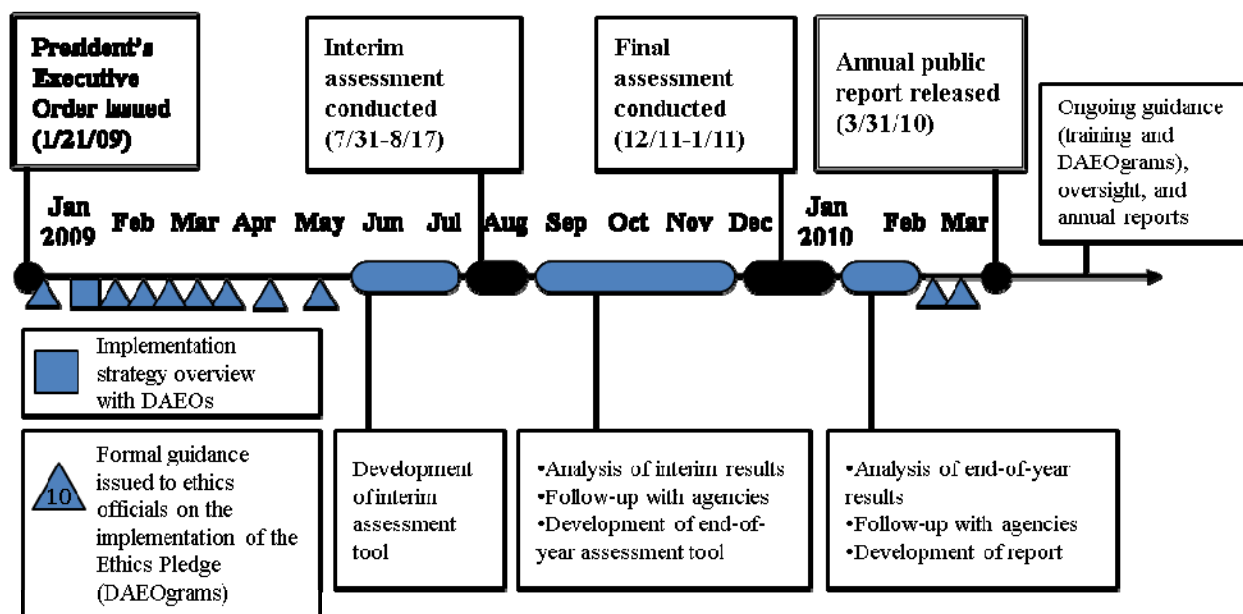 President's
Executive
Order issued
(1/21/09)
Interim
assessment
conducted
(7/31-8/17)
Final
assessment
conducted
(12/11-1/11)
Annual public
report released
(3/31/10)
Ongoing guidance
(training and
DAEOgrams),
oversight, and
annual reports
Jan
2009
Feb Mar Apr May Jun Jul Aug Sep Oct Nov Dec
Jan
2010
Feb Mar
Implementation
strategy overview
with DAEOs
10
Formal guidance
issued to ethics
officials on the
implementation of the
Ethics Pledge
(DAEOgrams)
Development
of interim
assessment
tool
•Analysis of interim results
•Follow-up with agencies
•Development of end-of-
year assessment tool
•Analysis of end-of-year
results
•Follow-up with agencies
•Development of report